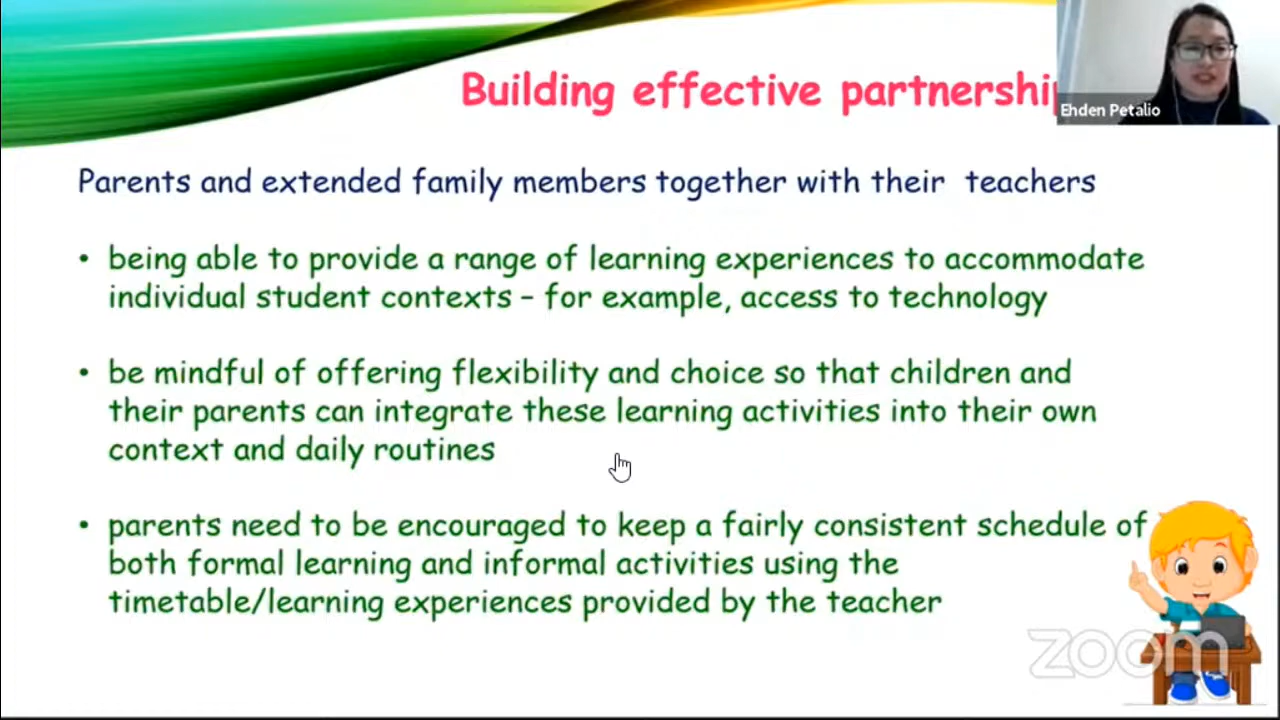 Building effective partnershi
Ehden Petalio
Parents and extended family members together with their teachers
• being able to provide a range of learning experiences to accommodate
individual student contexts – for example, access to technology
• be mindful of offering flexibility and choice so that children and
their parents can integrate these learning activities into their own
context and daily routines
• parents need to be encouraged to keep a fairly consistent schedule of
both formal learning and informal activities using the
timetable/learning experiences provided by the teacher
zoom